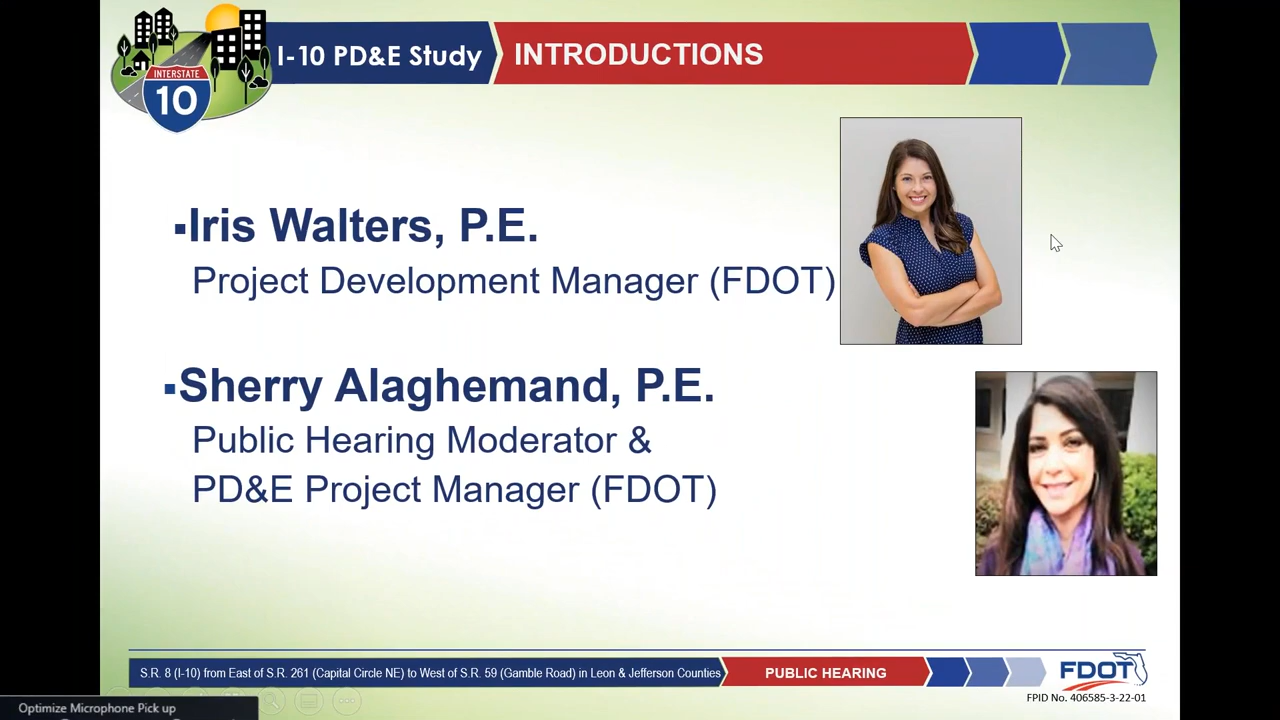 I-10 PD&E Study
INTRODUCTIONS
INTERSTATE
10
▪Iris Walters, P.E.
Project Development Manager (FDOT)
▪Sherry Alaghemand, P.E.
Public Hearing Moderator &
PD&E Project Manager (FDOT)
S.R. 8 (I-10) from East of S.R. 261 (Capital Circle NE) to West of S.R. 59 (Gamble Road) in Leon & Jefferson Counties
PUBLIC HEARING
FDOT
FPID No. 406585-3-22-01
Optimize Microphone Pick up